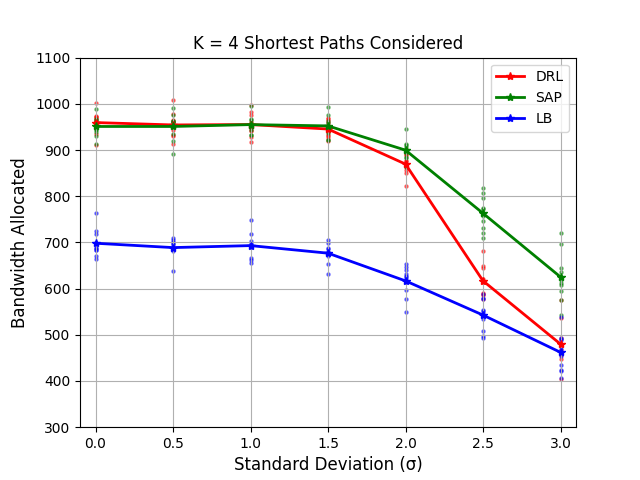 K = 4 Shortest Paths Considered
1100
1000
900
800
700
600
500
400
300
Bandwidth Allocated
DRL
SAP
LB
0.0 0.5 1.0 1.5 2.0 2.5 3.0
Standard Deviation (σ)